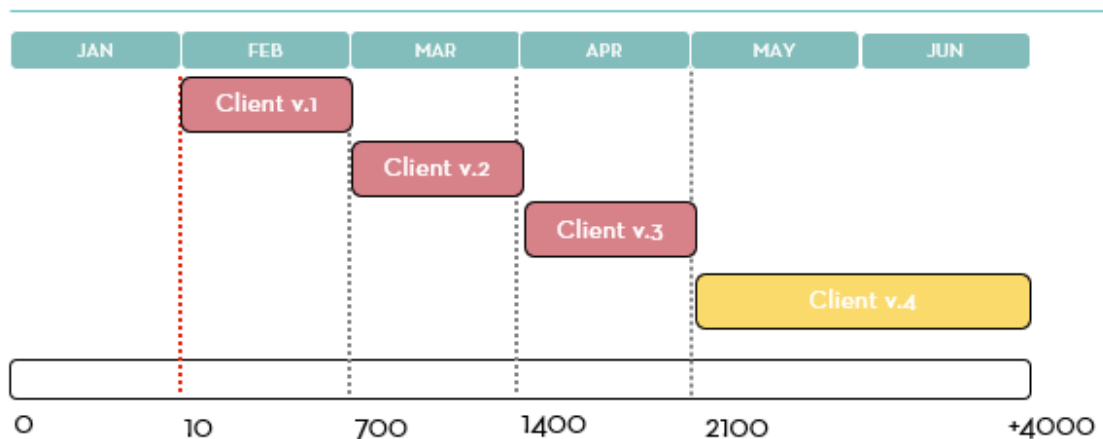 JAN FEB MAR APR MAY JUN
Client v.1
Client v.2
Client v.3
Client v.4
0 10 700 1400 2100 +4000